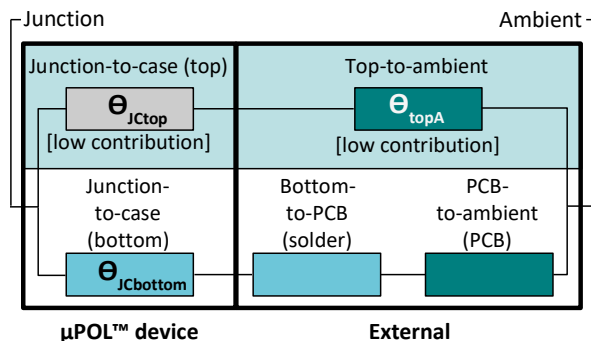 Junction
Ambient
Junction-to-case (top)
Top-to-ambient
ϴJCtop
ϴtopA
[low contribution]
[low contribution]
Junction-
to-case
(bottom)
Bottom-
to-PCB
(solder)
PCB-
to-ambient
(PCB)
ϴJCbottom
µPOL™ device
External